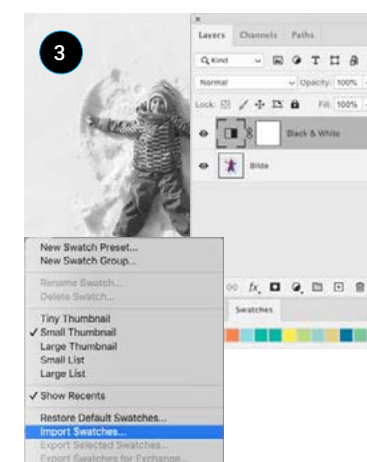 3
Layers Channels Paths
Kind
Normal Opacity: 100%
Lock: Fill: 100%
Black & White
Bilde
fx
Swatches
New Swatch Preset...
New Swatch Group...
Rename Swatch...
Delete Swatch...
Tiny Thumbnail
✓ Small Thumbnail
Large Thumbnail
Small List
Large List
✓ Show Recents
Restore Default Swatches...
Import Swatches...
Export Selected Swatches...
Export Swatches for Exchange...